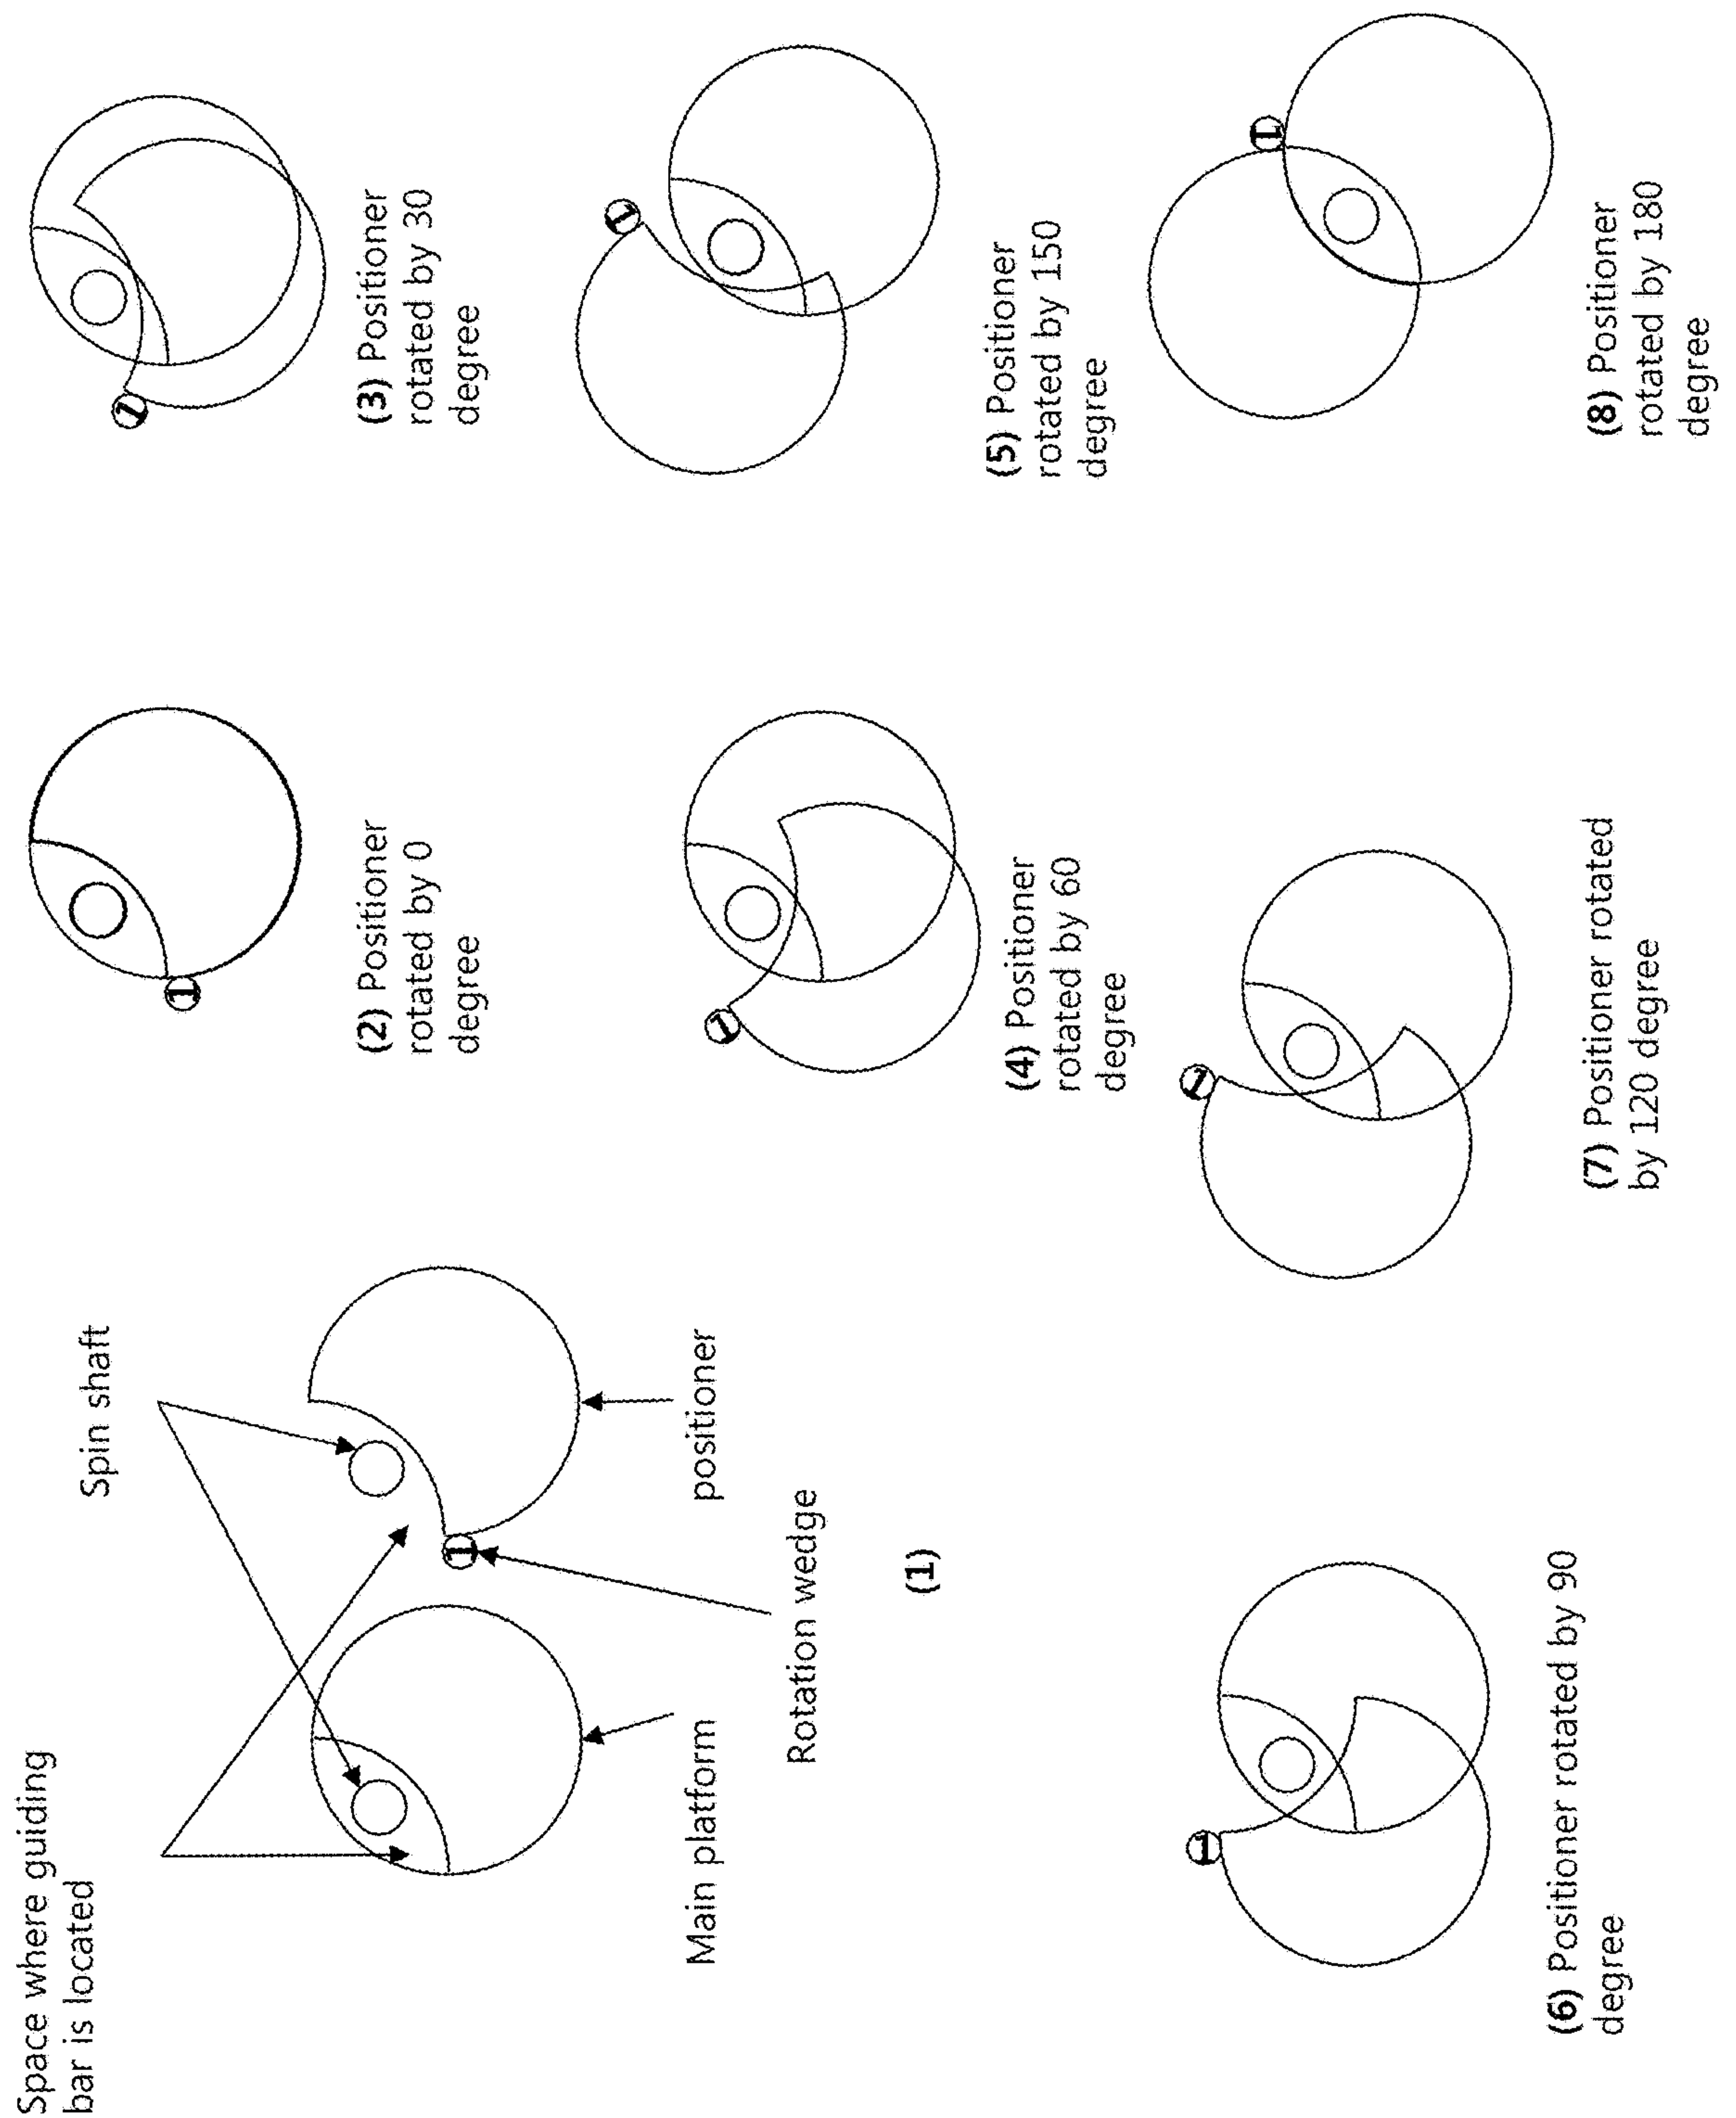 Space where guiding
bar is located
Spin shaft
1
Main platform
Rotation wedge
positioner
(1)
1
(2) Positioner
rotated by 0
degree
1
(3) Positioner
rotated by 30
degree
1
(4) Positioner
rotated by 60
degree
1
(5) Positioner
rotated by 150
degree
1
(6) Positioner rotated by 90
degree
1
(7) Positioner rotated
by 120 degree
1
(8) Positioner
rotated by 180
degree